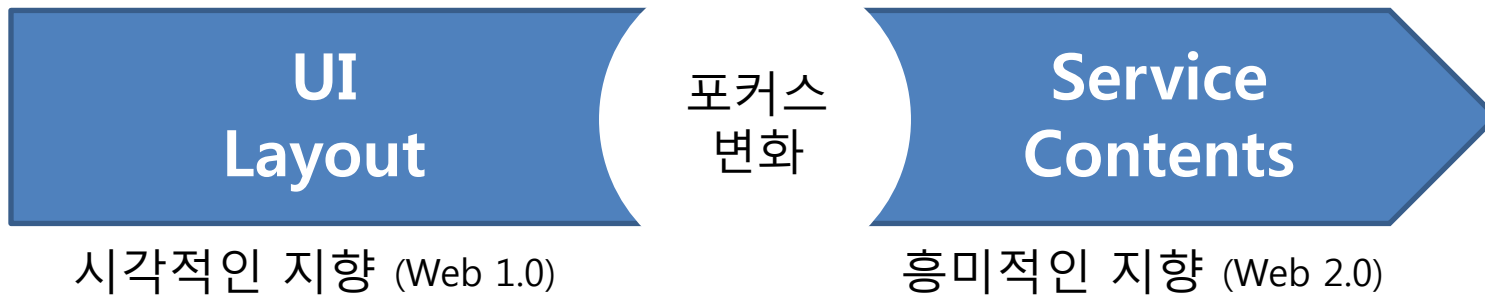 UI
Layout
포커스
변화
Service
Contents
시각적인 지향 (Web 1.0)
흥미적인 지향 (Web 2.0)